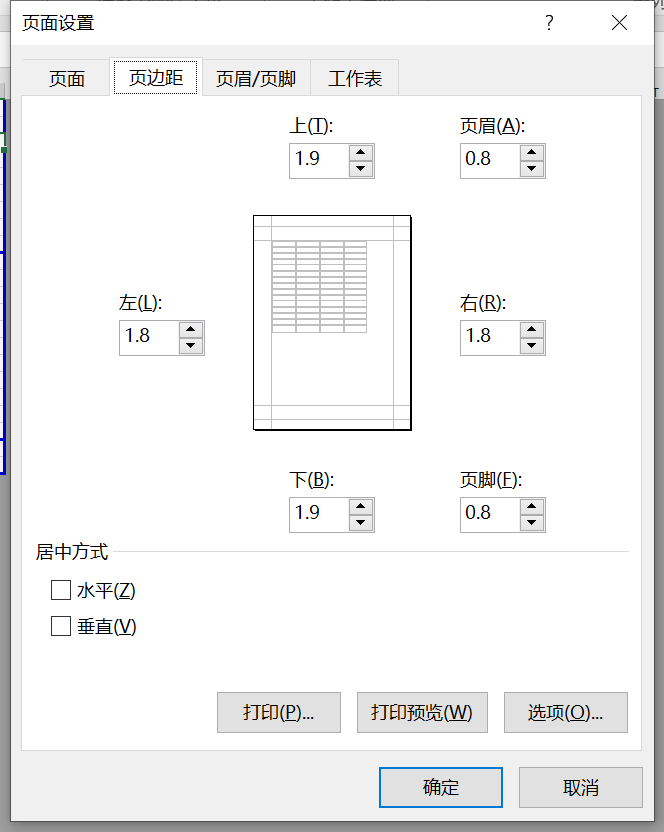 页面设置
?
页面 页边距 页眉/页脚 工作表
上(T): 页眉(A):
1.9 0.8
左(L): 右(R):
1.8 1.8
下(B): 页脚(F):
1.9 0.8
居中方式
水平(Z)
垂直(V)
打印(P)... 打印预览(W) 选项(O)...
确定 取消